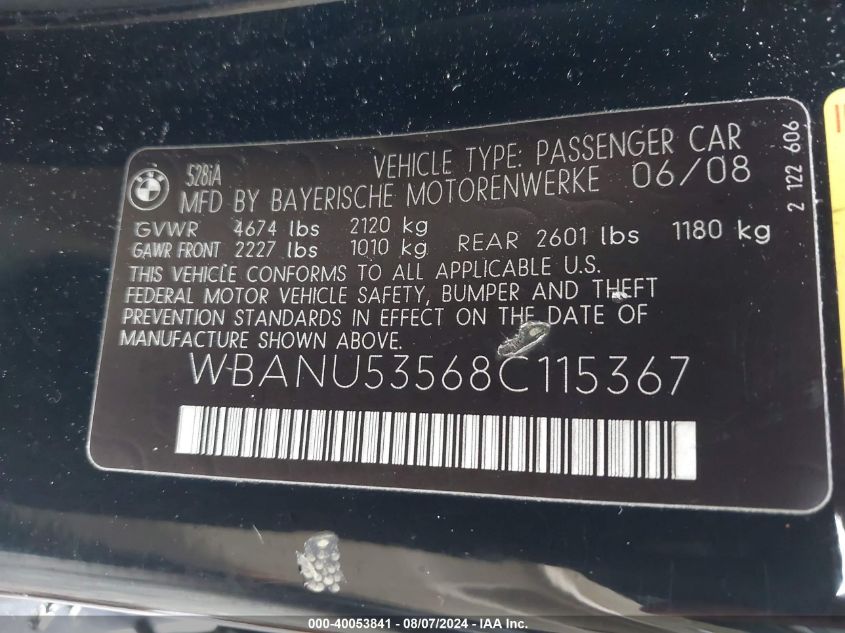 BMW
528iA
VEHICLE TYPE: PASSENGER CAR
MFD BY BAYERISCHE MOTORENWERKE 06/08
GVWR 4674 lbs 2120 kg
GAWR FRONT 2227 lbs 1010 kg REAR 2601 lbs 1180 kg
THIS VEHICLE CONFORMS TO ALL APPLICABLE U.S.
FEDERAL MOTOR VEHICLE SAFETY, BUMPER AND THEFT
PREVENTION STANDARDS IN EFFECT ON THE DATE OF
MANUFACTURE SHOWN ABOVE.
WBANU53568C115367
2 122 606
000-40053841 - 08/07/2024 - IAA Inc.